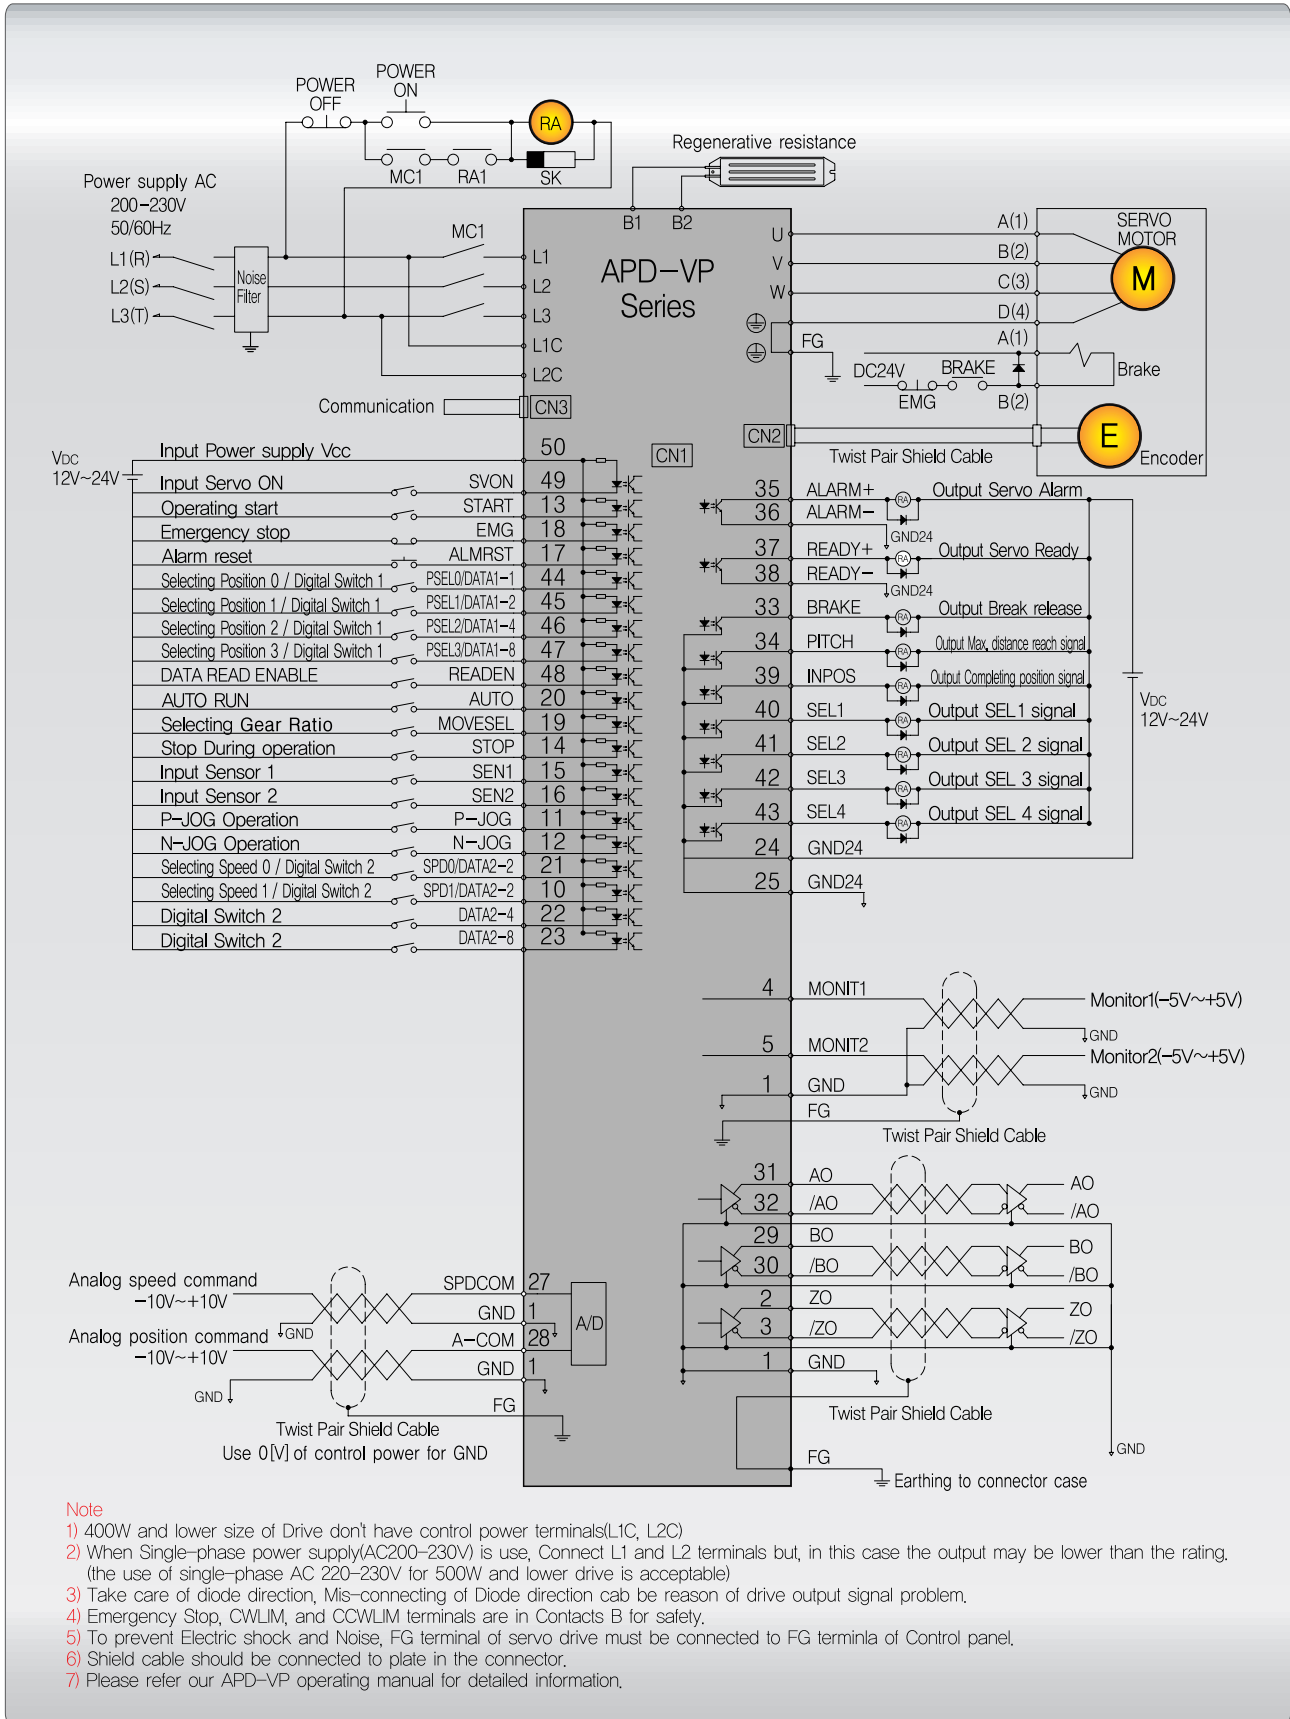 POWER OFF
POWER ON
RA
MC1
RA1
SK
Regenerative resistance
Power supply AC
200-230V
50/60Hz
MC1
L1(R)
L2(S)
L3(T)
Noise Filter
B1
B2
APD-VP
Series
L1
L2
L3
L1C
L2C
U
V
W
FG
A(1)
B(2)
C(3)
D(4)
SERVO MOTOR
M
A(1)
B(2)
DC24V
BRAKE
EMG
Brake
Communication
CN3
CN2
CN1
Twist Pair Shield Cable
E
Encoder
VDC
12V~24V
Input Power supply Vcc 50
Input Servo ON SVON 49
Operating start START 13
Emergency stop EMG 18
Alarm reset ALMRST 17
Selecting Position 0 / Digital Switch 1 PSEL0/DATA1-1 44
Selecting Position 1 / Digital Switch 1 PSEL1/DATA1-2 45
Selecting Position 2 / Digital Switch 1 PSEL2/DATA1-4 46
Selecting Position 3 / Digital Switch 1 PSEL3/DATA1-8 47
DATA READ ENABLE READEN 48
AUTO RUN AUTO 20
Selecting Gear Ratio MOVESEL 19
Stop During operation STOP 14
Input Sensor 1 SEN1 15
Input Sensor 2 SEN2 16
P-JOG Operation P-JOG 11
N-JOG Operation N-JOG 12
Selecting Speed 0 / Digital Switch 2 SPD0/DATA2-2 21
Selecting Speed 1 / Digital Switch 2 SPD1/DATA2-2 10
Digital Switch 2 DATA2-4 22
Digital Switch 2 DATA2-8 23
35 ALARM+ RA Output Servo Alarm
36 ALARM- GND24
37 READY+ RA Output Servo Ready
38 READY- GND24
33 BRAKE RA Output Break release
34 PITCH RA Output Max. distance reach signal
39 INPOS RA Output Completing position signal
40 SEL1 RA Output SEL1 signal
41 SEL2 RA Output SEL 2 signal
42 SEL3 RA Output SEL 3 signal
43 SEL4 RA Output SEL 4 signal
24 GND24
25 GND24
VDC
12V~24V
4 MONIT1 Monitor1(-5V~+5V)
GND
5 MONIT2 Monitor2(-5V~+5V)
1 GND GND
FG
Twist Pair Shield Cable
31 AO AO
32 /AO /AO
29 BO BO
30 /BO /BO
2 ZO ZO
3 /ZO /ZO
1 GND
Twist Pair Shield Cable
GND
FG
Earthing to connector case
Analog speed command
-10V~+10V
SPDCOM 27
GND 1
GND
Analog position command
-10V~+10V
A-COM 28
GND 1
GND
A/D
FG
Twist Pair Shield Cable
Use 0[V] of control power for GND
Note
1) 400W and lower size of Drive don't have control power terminals(L1C, L2C)
2) When Single-phase power supply(AC200-230V) is use, Connect L1 and L2 terminals but, in this case the output may be lower than the rating.
(the use of single-phase AC 220-230V for 500W and lower drive is acceptable)
3) Take care of diode direction, Mis-connecting of Diode direction cab be reason of drive output signal problem.
4) Emergency Stop, CWLIM, and CCWLIM terminals are in Contacts B for safety.
5) To prevent Electric shock and Noise, FG terminal of servo drive must be connected to FG terminla of Control panel.
6) Shield cable should be connected to plate in the connector.
7) Please refer our APD-VP operating manual for detailed information.